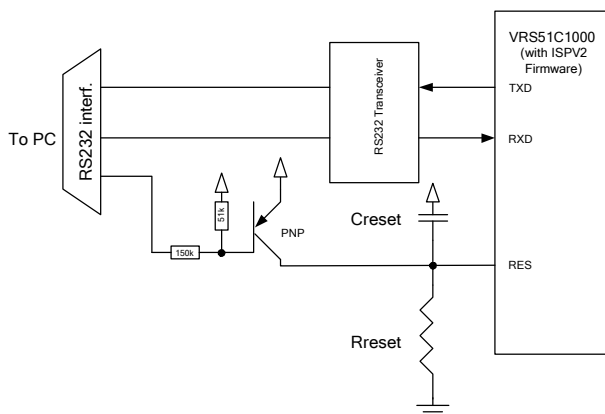 VRS51C1000
(with ISPV2
Firmware)
TXD
RXD
RES
RS232 Transceiver
To PC
RS232 interf.
51k
150k
PNP
Creset
Rreset